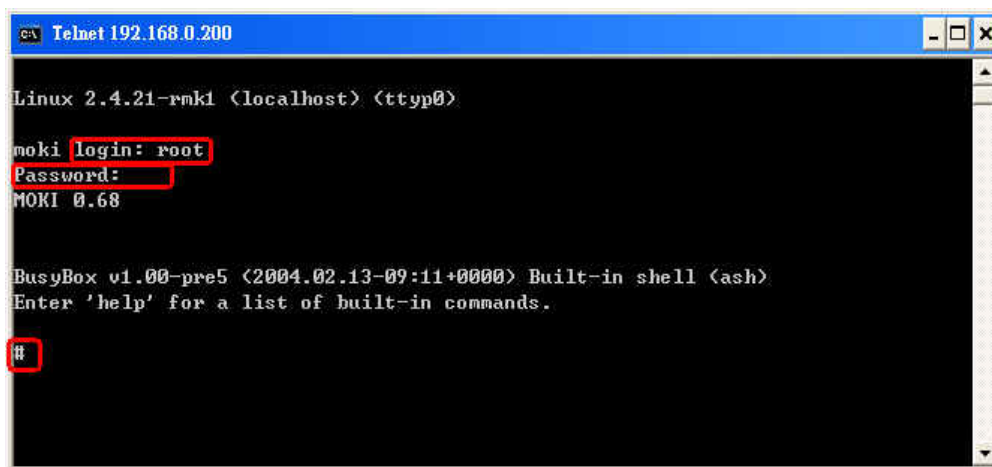 Telnet 192.168.0.200
Linux 2.4.21-rmk1 (localhost) (ttyp0)
moki login: root
Password:
MOKI 0.68
BusyBox v1.00-pre5 (2004.02.13-09:11+0000) Built-in shell (ash)
Enter 'help' for a list of built-in commands.
#